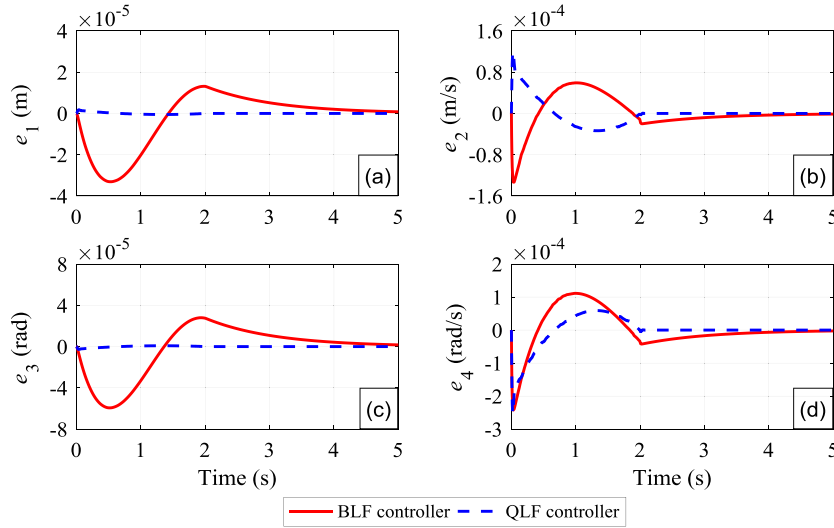 ×10⁻⁵
4
2
0
-2
-4
e₁ (m)
0 1 2 3 4 5
(a)
×10⁻⁴
1.6
0.8
0
-0.8
-1.6
e₂ (m/s)
0 1 2 3 4 5
(b)
×10⁻⁵
8
4
0
-4
-8
e₃ (rad)
0 1 2 3 4 5
Time (s)
(c)
×10⁻⁴
2
1
0
-1
-2
-3
e₄ (rad/s)
0 1 2 3 4 5
Time (s)
(d)
BLF controller QLF controller